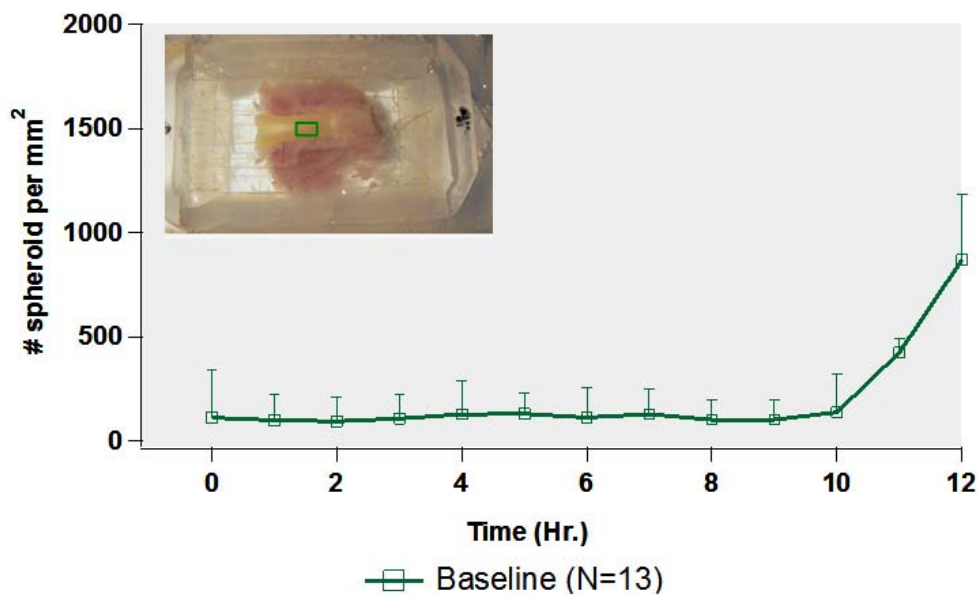 2000
1500
1000
500
0
# spheroid per mm²
0 2 4 6 8 10 12
Time (Hr.)
Baseline (N=13)